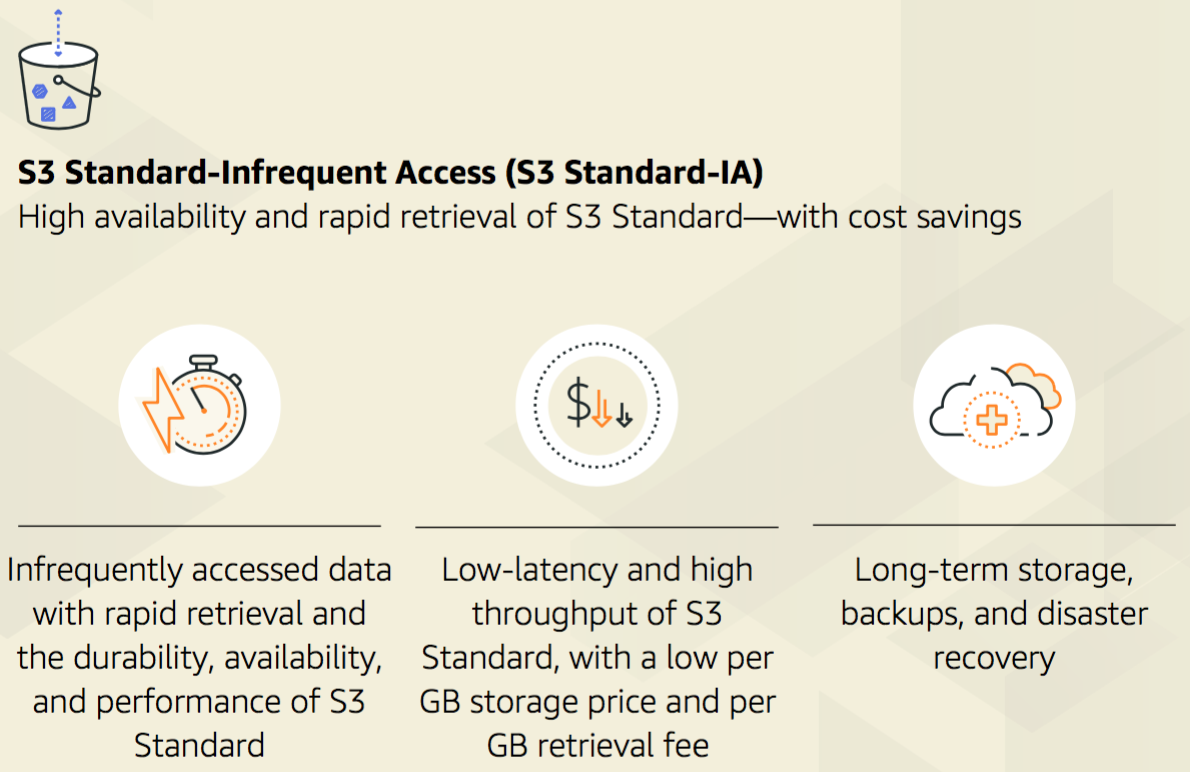 S3 Standard-Infrequent Access (S3 Standard-IA)
High availability and rapid retrieval of S3 Standard—with cost savings
$
Infrequently accessed data
with rapid retrieval and
the durability, availability,
and performance of S3
Standard
Low-latency and high
throughput of S3
Standard, with a low per
GB storage price and per
GB retrieval fee
Long-term storage,
backups, and disaster
recovery